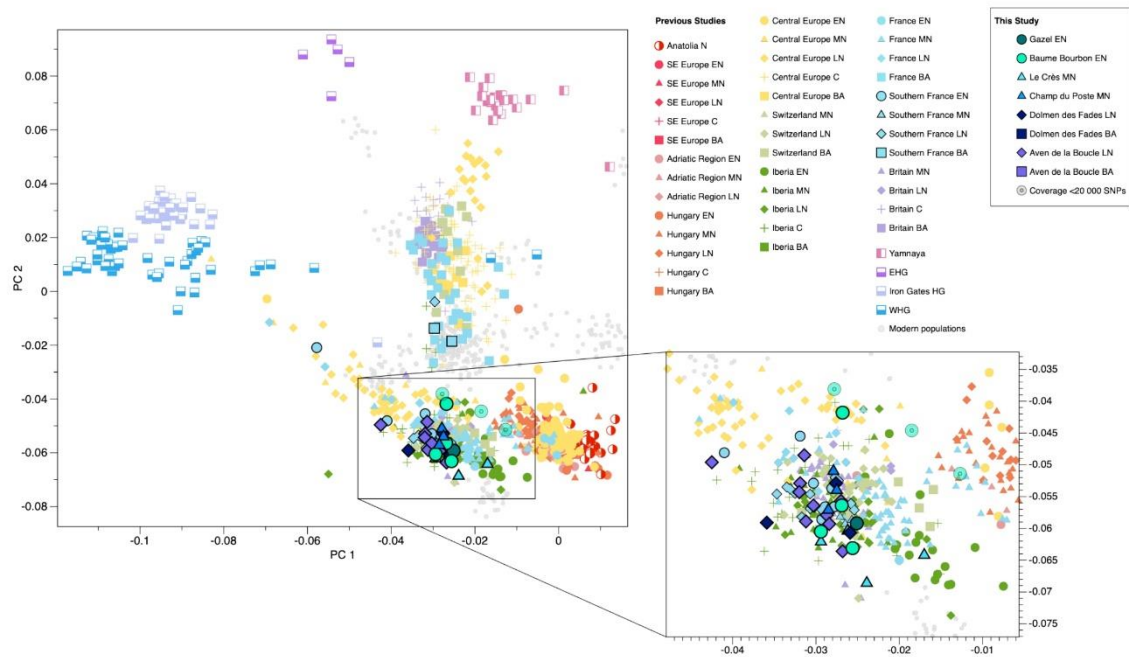 Previous Studies
Anatolia N
SE Europe EN
SE Europe MN
SE Europe LN
SE Europe C
SE Europe BA
Adriatic Region EN
Adriatic Region MN
Adriatic Region LN
Hungary EN
Hungary MN
Hungary LN
Hungary C
Hungary BA
Central Europe EN
Central Europe MN
Central Europe LN
Central Europe C
Central Europe BA
Switzerland MN
Switzerland LN
Switzerland BA
Iberia EN
Iberia MN
Iberia LN
Iberia C
Iberia BA
France EN
France MN
France LN
France BA
Southern France EN
Southern France MN
Southern France LN
Southern France BA
Britain MN
Britain LN
Britain C
Britain BA
Yamnaya
EHG
Iron Gates HG
WHG
Modern populations
This Study
Gazel EN
Baume Bourbon EN
Le Crès MN
Champ du Poste MN
Dolmen des Fades LN
Dolmen des Fades BA
Aven de la Boucle LN
Aven de la Boucle BA
Coverage <20 000 SNPs
PC 2
0.08
0.06
0.04
0.02
0
-0.02
-0.04
-0.06
-0.08
-0.1
-0.08
-0.06
-0.04
-0.02
0
PC 1
-0.035
-0.04
-0.045
-0.05
-0.055
-0.06
-0.065
-0.07
-0.075
-0.04
-0.03
-0.02
-0.01